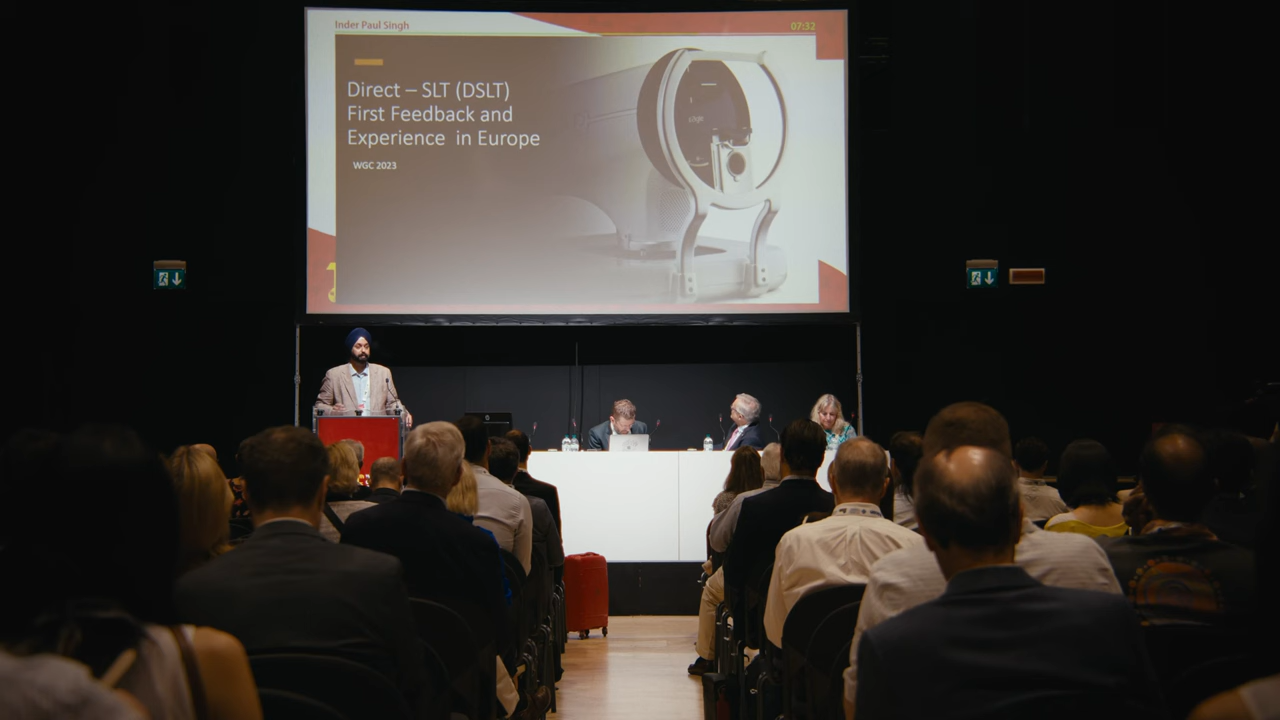 Inder Paul Singh
07:32
Direct – SLT (DSLT)
First Feedback and
Experience in Europe
WGC 2023